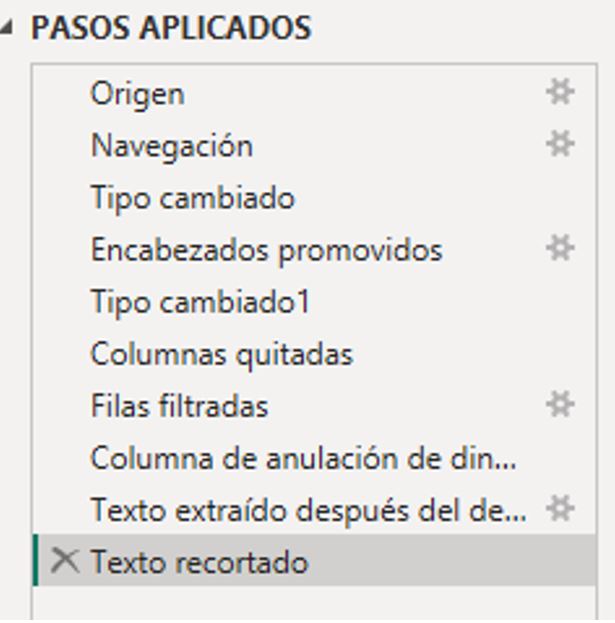 PASOS APLICADOS
Origen
Navegación
Tipo cambiado
Encabezados promovidos
Tipo cambiado1
Columnas quitadas
Filas filtradas
Columna de anulación de din...
Texto extraído después del de...
Texto recortado